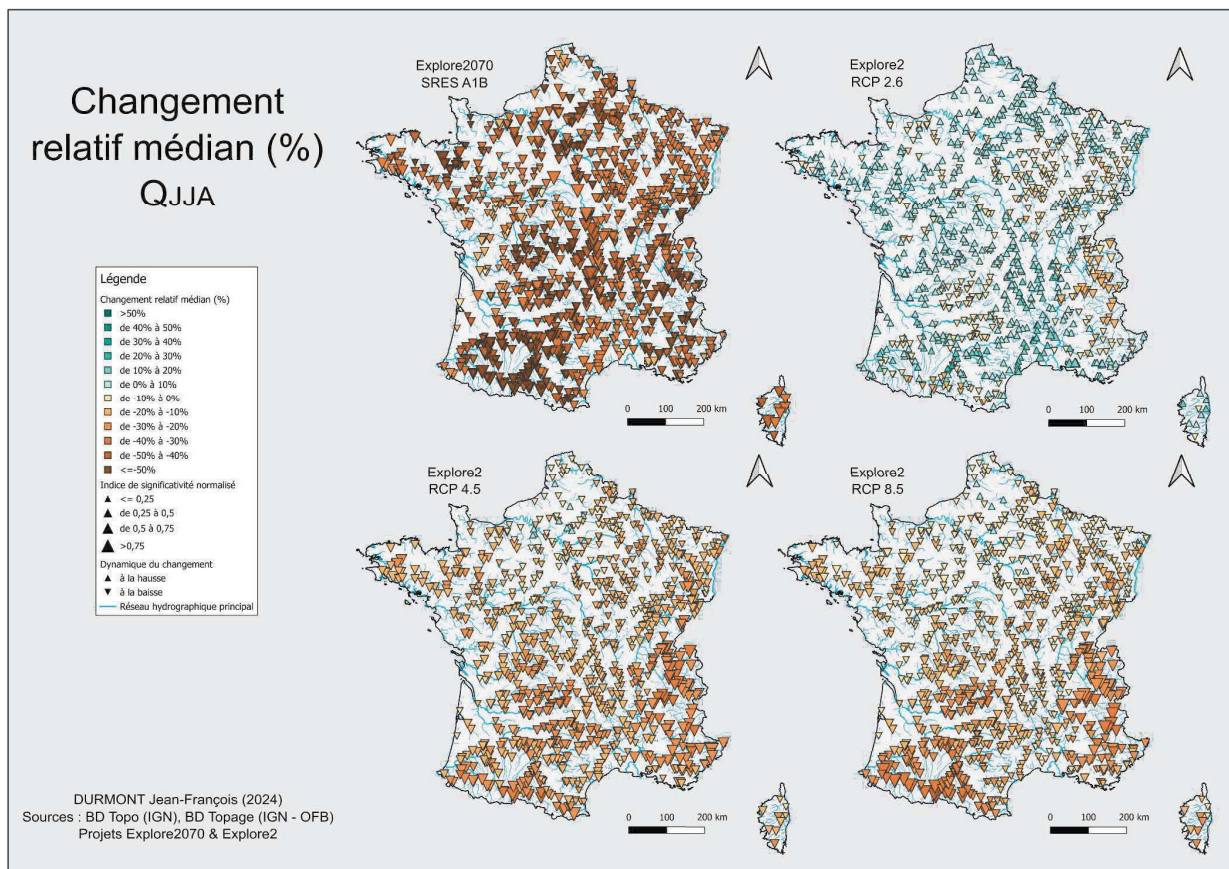 Changement
relatif médian (%)
QJJA
Légende
Changement relatif médian (%)
>50%
de 40% à 50%
de 30% à 40%
de 20% à 30%
de 10% à 20%
de 0% à 10%
de -10% à 0%
de -20% à -10%
de -30% à -20%
de -40% à -30%
de -50% à -40%
<=-50%
Indice de significativité normalisé
<= 0,25
de 0,25 à 0,5
de 0,5 à 0,75
>0,75
Dynamique du changement
à la hausse
à la baisse
Réseau hydrographique principal
DURMONT Jean-François (2024)
Sources : BD Topo (IGN), BD Topage (IGN - OFB)
Projets Explore2070 & Explore2
Explore2070
SRES A1B
0 100 200 km
Explore2
RCP 2.6
0 100 200 km
Explore2
RCP 4.5
0 100 200 km
Explore2
RCP 8.5
0 100 200 km